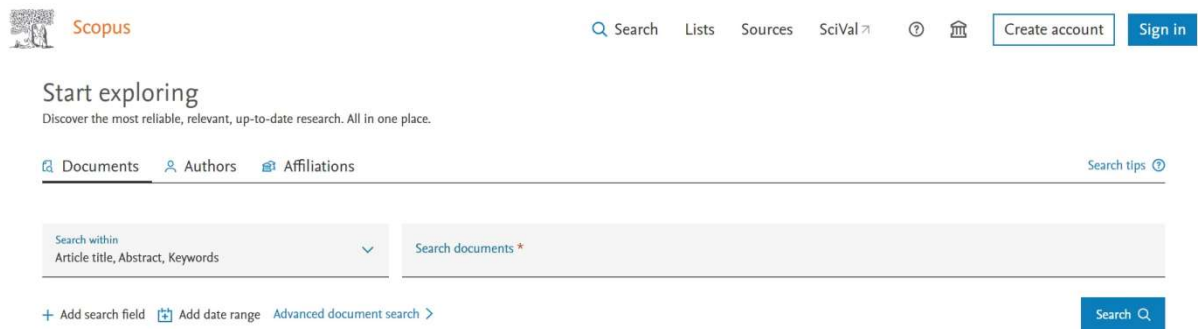 Scopus
Search Lists Sources SciVal Create account Sign in
Start exploring
Discover the most reliable, relevant, up-to-date research. All in one place.
Documents Authors Affiliations Search tips
Search within
Article title, Abstract, Keywords
Search documents *
+ Add search field Add date range Advanced document search > Search